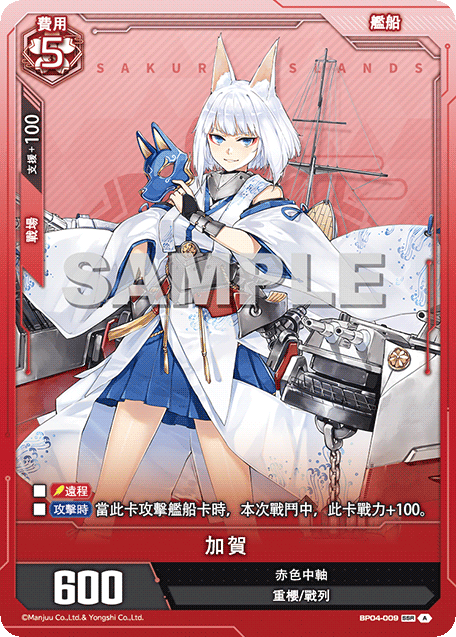 費用
5
艦船
SAKURA ISLANDS
支援+100
戰場
SAMPLE
遠程
攻擊時 當此卡攻擊艦船卡時，本次戰鬥中，此卡戰力+100。
加賀
600
赤色中軸
重櫻/戰列
©Manjuu Co.,Ltd.& Yongshi Co.,Ltd.
BP04-009 SSR A